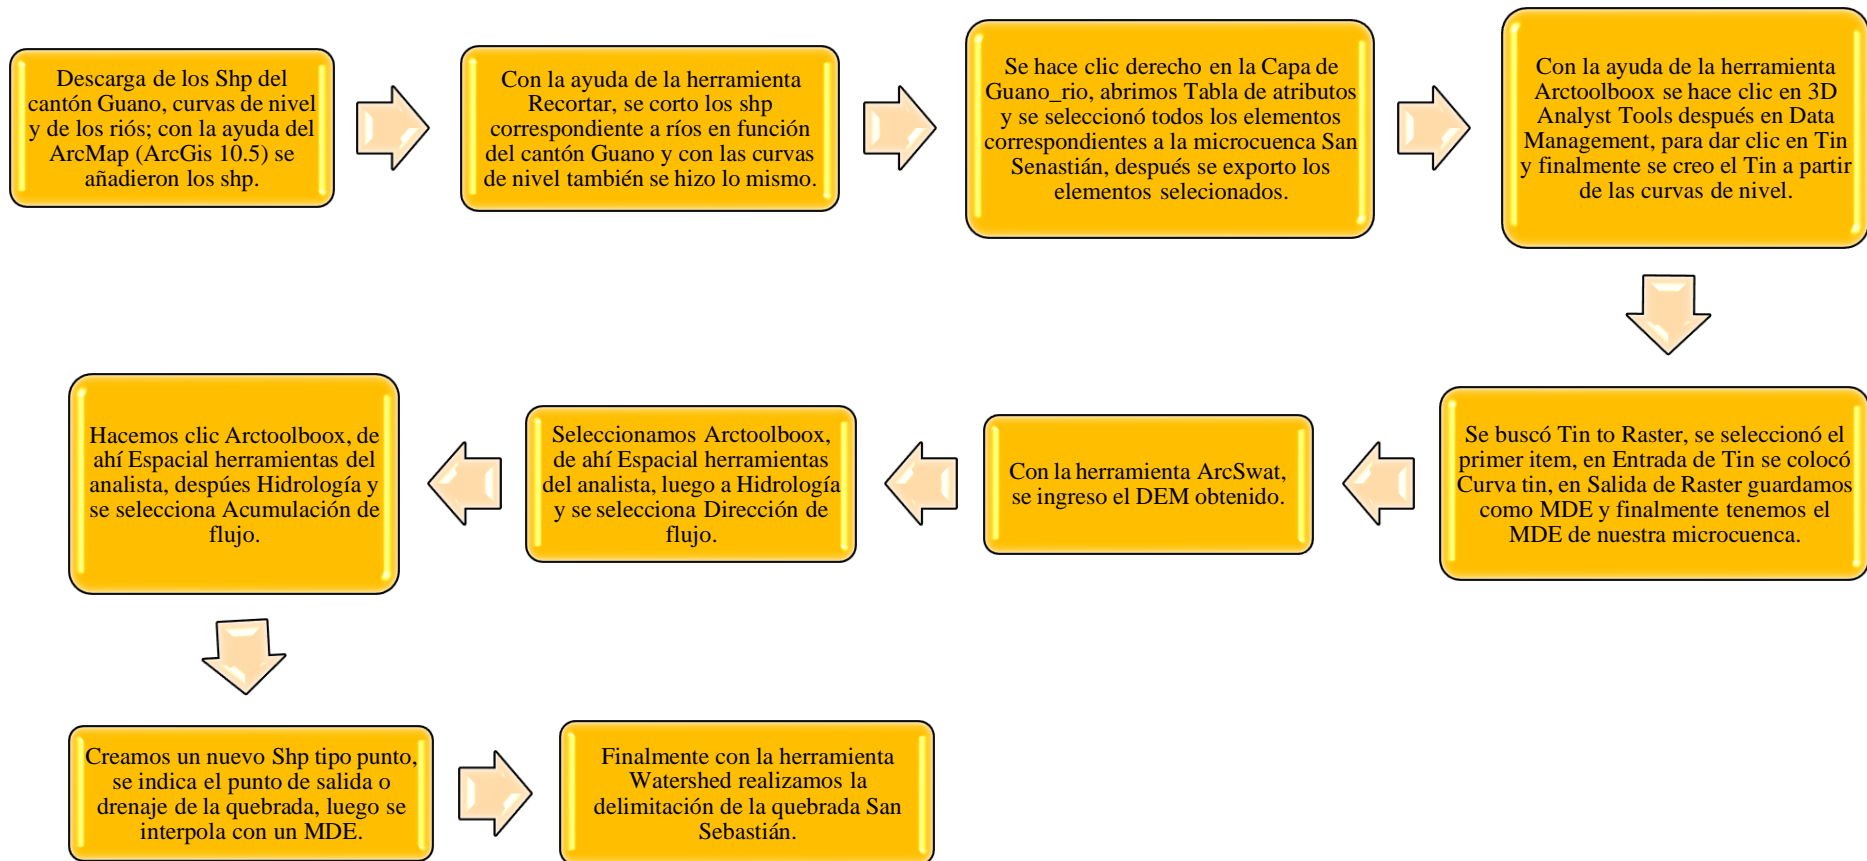 Descarga de los Shp del
cantón Guano, curvas de nivel
y de los riós; con la ayuda del
ArcMap (ArcGis 10.5) se
añadieron los shp.
Con la ayuda de la herramienta
Recortar, se corto los shp
correspondiente a ríos en función
del cantón Guano y con las curvas
de nivel también se hizo lo mismo.
Se hace clic derecho en la Capa de
Guano_rio, abrimos Tabla de atributos
y se seleccionó todos los elementos
correspondientes a la microcuenca San
Senastián, después se exporto los
elementos selecionados.
Con la ayuda de la herramienta
Arctoolboox se hace clic en 3D
Analyst Tools después en Data
Management, para dar clic en Tin
y finalmente se creo el Tin a partir
de las curvas de nivel.
Se buscó Tin to Raster, se seleccionó el
primer item, en Entrada de Tin se colocó
Curva tin, en Salida de Raster guardamos
como MDE y finalmente tenemos el
MDE de nuestra microcuenca.
Con la herramienta ArcSwat,
se ingreso el DEM obtenido.
Seleccionamos Arctoolboox,
de ahí Espacial herramientas
del analista, luego a Hidrología
y se selecciona Dirección de
flujo.
Hacemos clic Arctoolboox, de
ahí Espacial herramientas del
analista, despúes Hidrología y
se selecciona Acumulación de
flujo.
Creamos un nuevo Shp tipo punto,
se indica el punto de salida o
drenaje de la quebrada, luego se
interpola con un MDE.
Finalmente con la herramienta
Watershed realizamos la
delimitación de la quebrada San
Sebastián.